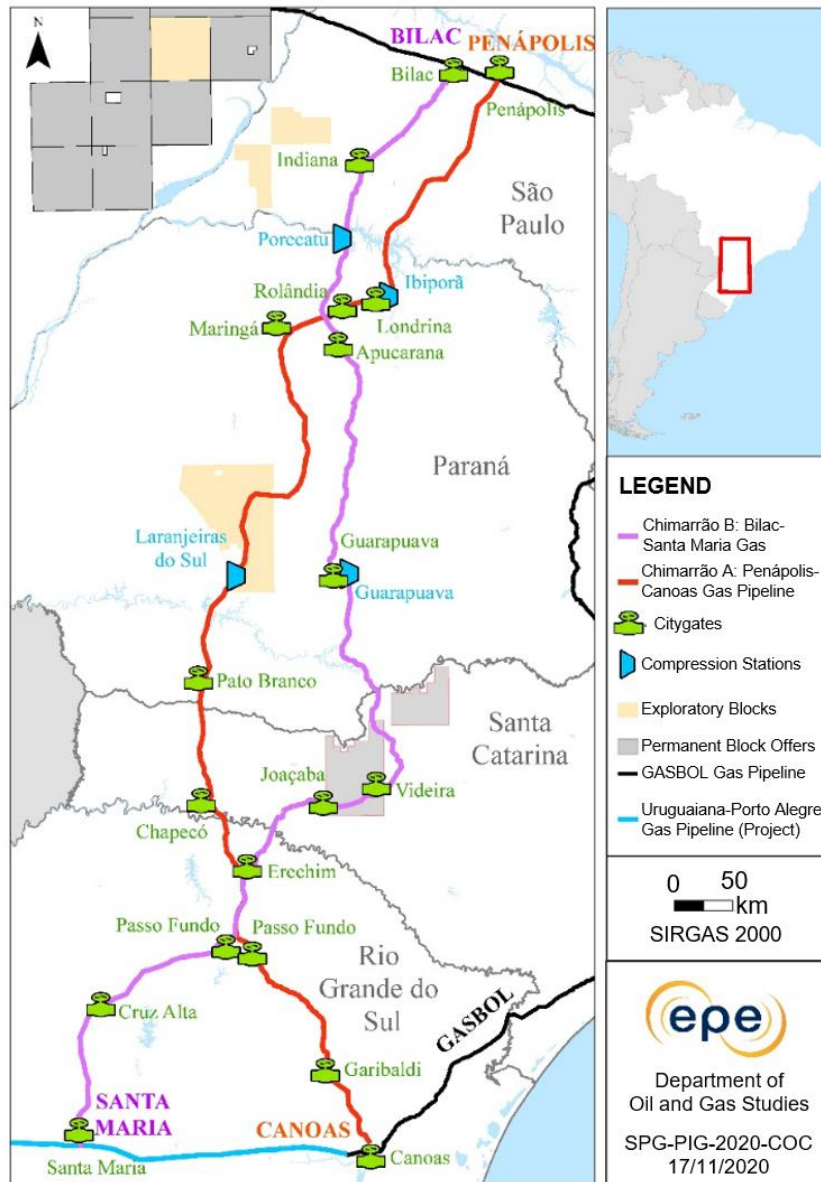 N
BILAC
PENÁPOLIS
Bilac
Penápolis
Indiana
São
Paulo
Porecatu
Ibiporã
Rolândia
Londrina
Maringá
Apucarana
Paraná
Laranjeiras
do Sul
Guarapuava
Guarapuava
Pato Branco
Santa
Catarina
Joaçaba
Videira
Chapecó
Erechim
Passo Fundo
Passo Fundo
Rio
Grande do
Sul
Cruz Alta
GASBOL
Garibaldi
SANTA
MARIA
CANOAS
Santa Maria
Canoas
LEGEND
Chimarrão B: Bilac-
Santa Maria Gas
Chimarrão A: Penápolis-
Canoas Gas Pipeline
Citygates
Compression Stations
Exploratory Blocks
Permanent Block Offers
GASBOL Gas Pipeline
Uruguaiana-Porto Alegre
Gas Pipeline (Project)
0 50
km
SIRGAS 2000
epe
Department of
Oil and Gas Studies
SPG-PIG-2020-COC
17/11/2020